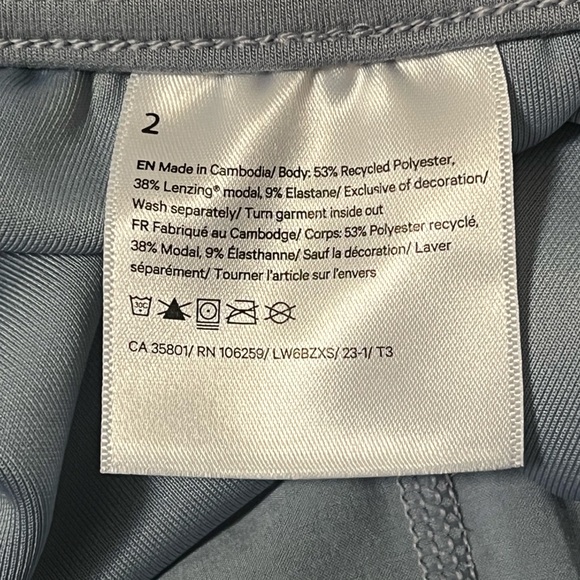 2
EN Made in Cambodia/ Body: 53% Recycled Polyester,
38% Lenzing® modal, 9% Elastane/ Exclusive of decoration/
Wash separately/ Turn garment inside out
FR Fabriqué au Cambodge/ Corps: 53% Polyester recyclé,
38% Modal, 9% Élasthanne/ Sauf la décoration/ Laver
séparément/ Tourner l'article sur l'envers
30C
CA 35801/ RN 106259/ LW6BZXS/ 23-1/ T3